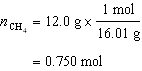 n_CH₄ = 12.0 g × 1 mol / 16.01 g
= 0.750 mol